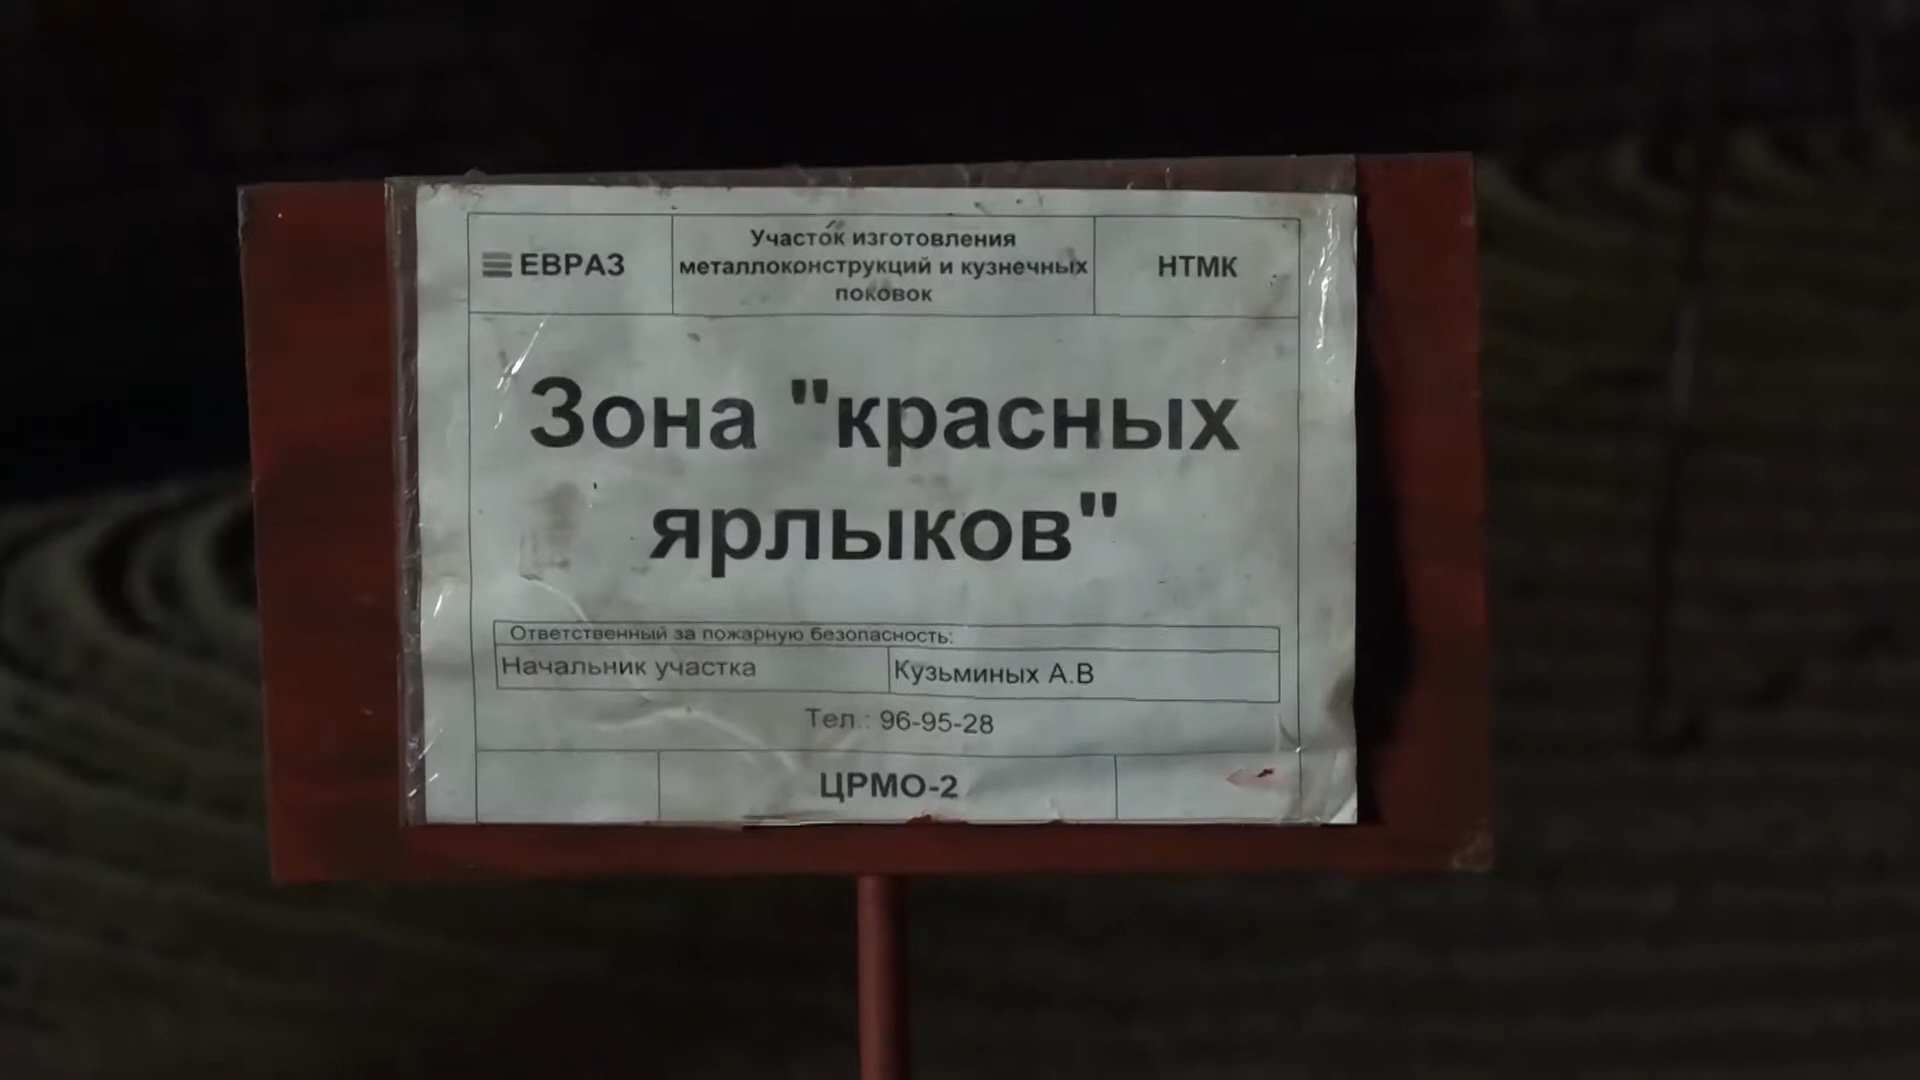 ЕВРАЗ
Участок изготовления
металлоконструкций и кузнечных
поковок
НТМК
Зона "красных
ярлыков"
Ответственный за пожарную безопасность:
Начальник участка
Кузьминых А.В
Тел.: 96-95-28
ЦРМО-2